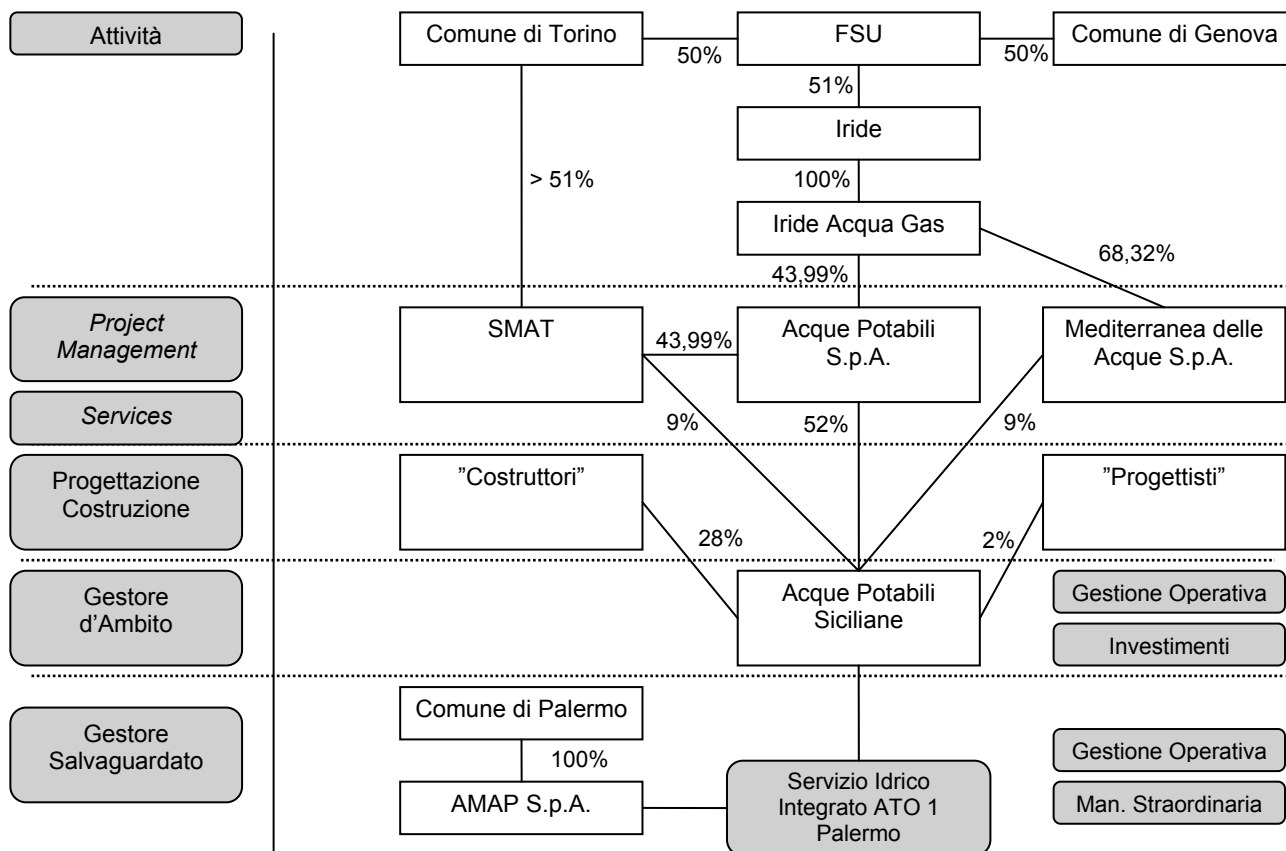 Attività
Comune di Torino
50%
FSU
50%
Comune di Genova
51%
Iride
> 51%
100%
Iride Acqua Gas
68,32%
43,99%
Project
Management
SMAT
43,99%
Acque Potabili
S.p.A.
Mediterranea delle
Acque S.p.A.
Services
9%
52%
9%
Progettazione
Costruzione
”Costruttori”
”Progettisti”
28%
2%
Gestore
d’Ambito
Acque Potabili
Siciliane
Gestione Operativa
Investimenti
Gestore
Salvaguardato
Comune di Palermo
100%
AMAP S.p.A.
Servizio Idrico
Integrato ATO 1
Palermo
Gestione Operativa
Man. Straordinaria